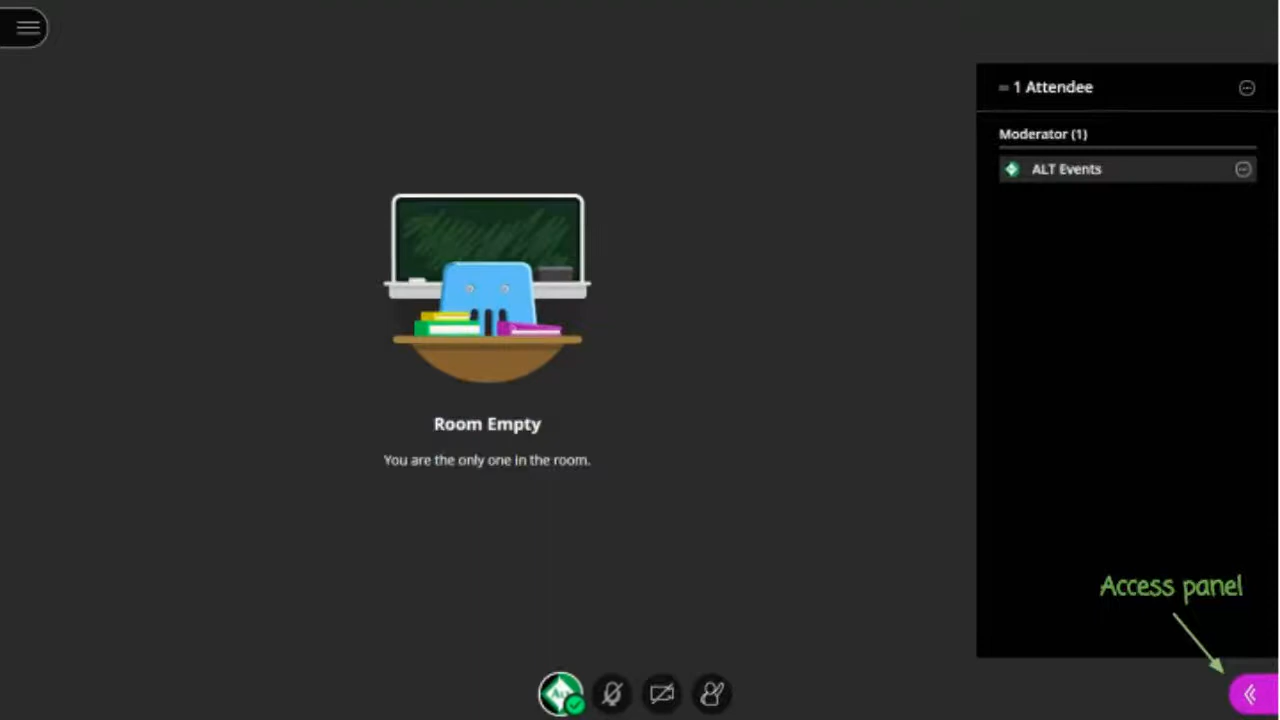 1 Attendee
Moderator (1)
ALT Events
Room Empty
You are the only one in the room.
Access panel